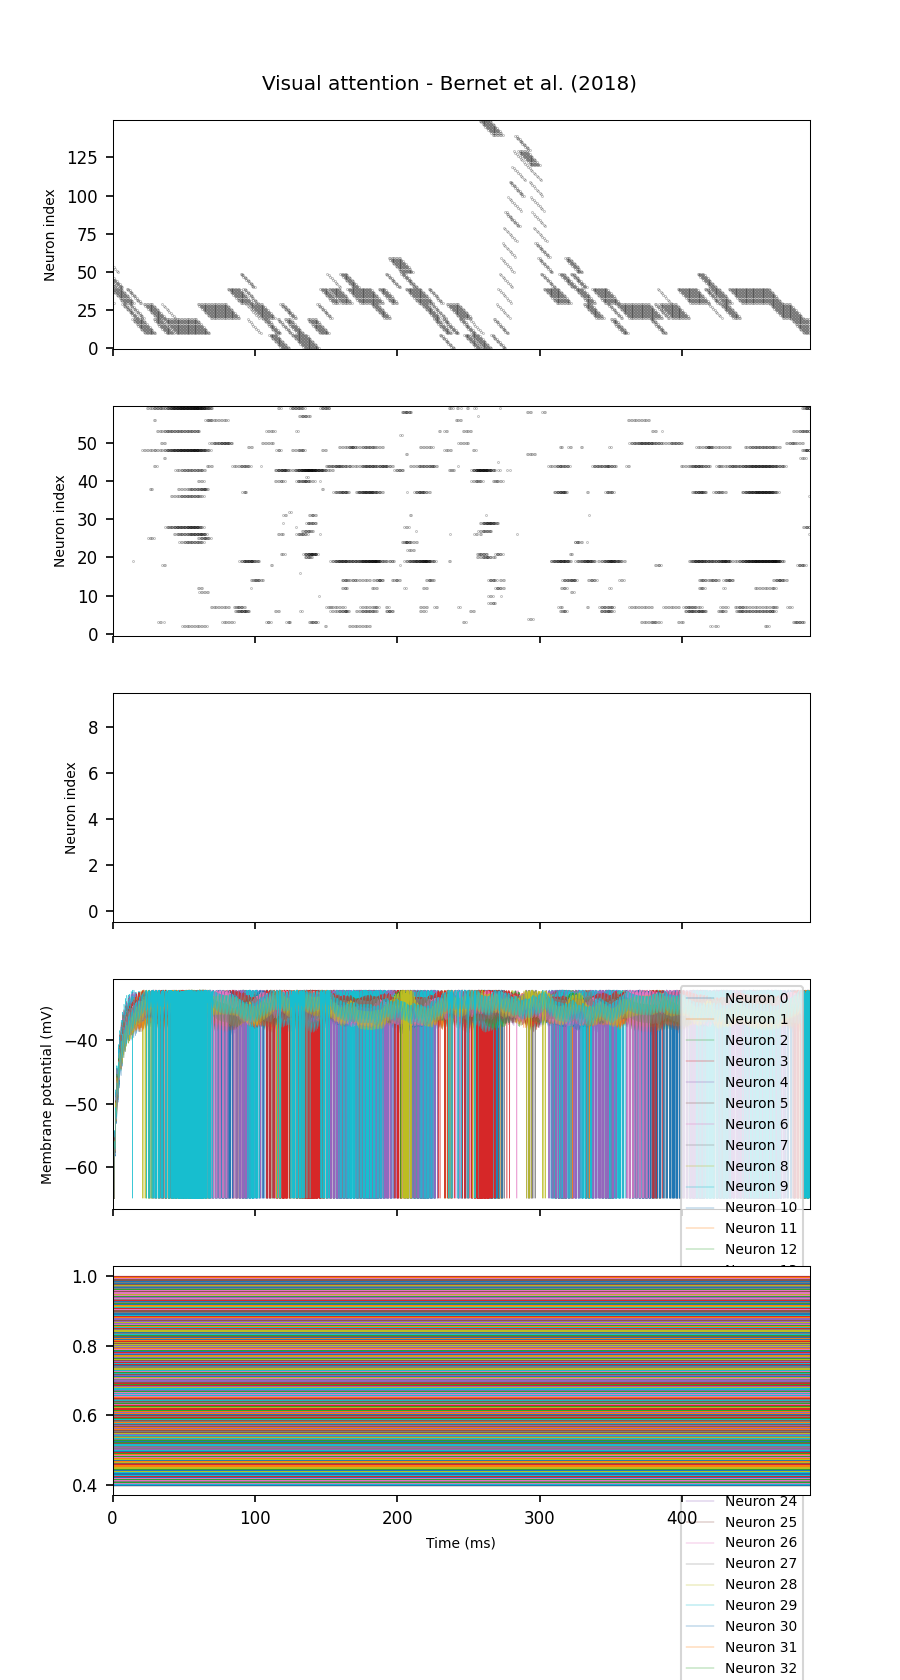 Visual attention - Bernet et al. (2018)
Neuron index
125
100
75
50
25
0
Neuron index
50
40
30
20
10
0
Neuron index
8
6
4
2
0
Membrane potential (mV)
−40
−50
−60
Neuron 0
Neuron 1
Neuron 2
Neuron 3
Neuron 4
Neuron 5
Neuron 6
Neuron 7
Neuron 8
Neuron 9
Neuron 10
Neuron 11
Neuron 12
1.0
0.8
0.6
0.4
0
100
200
300
400
Time (ms)
Neuron 24
Neuron 25
Neuron 26
Neuron 27
Neuron 28
Neuron 29
Neuron 30
Neuron 31
Neuron 32